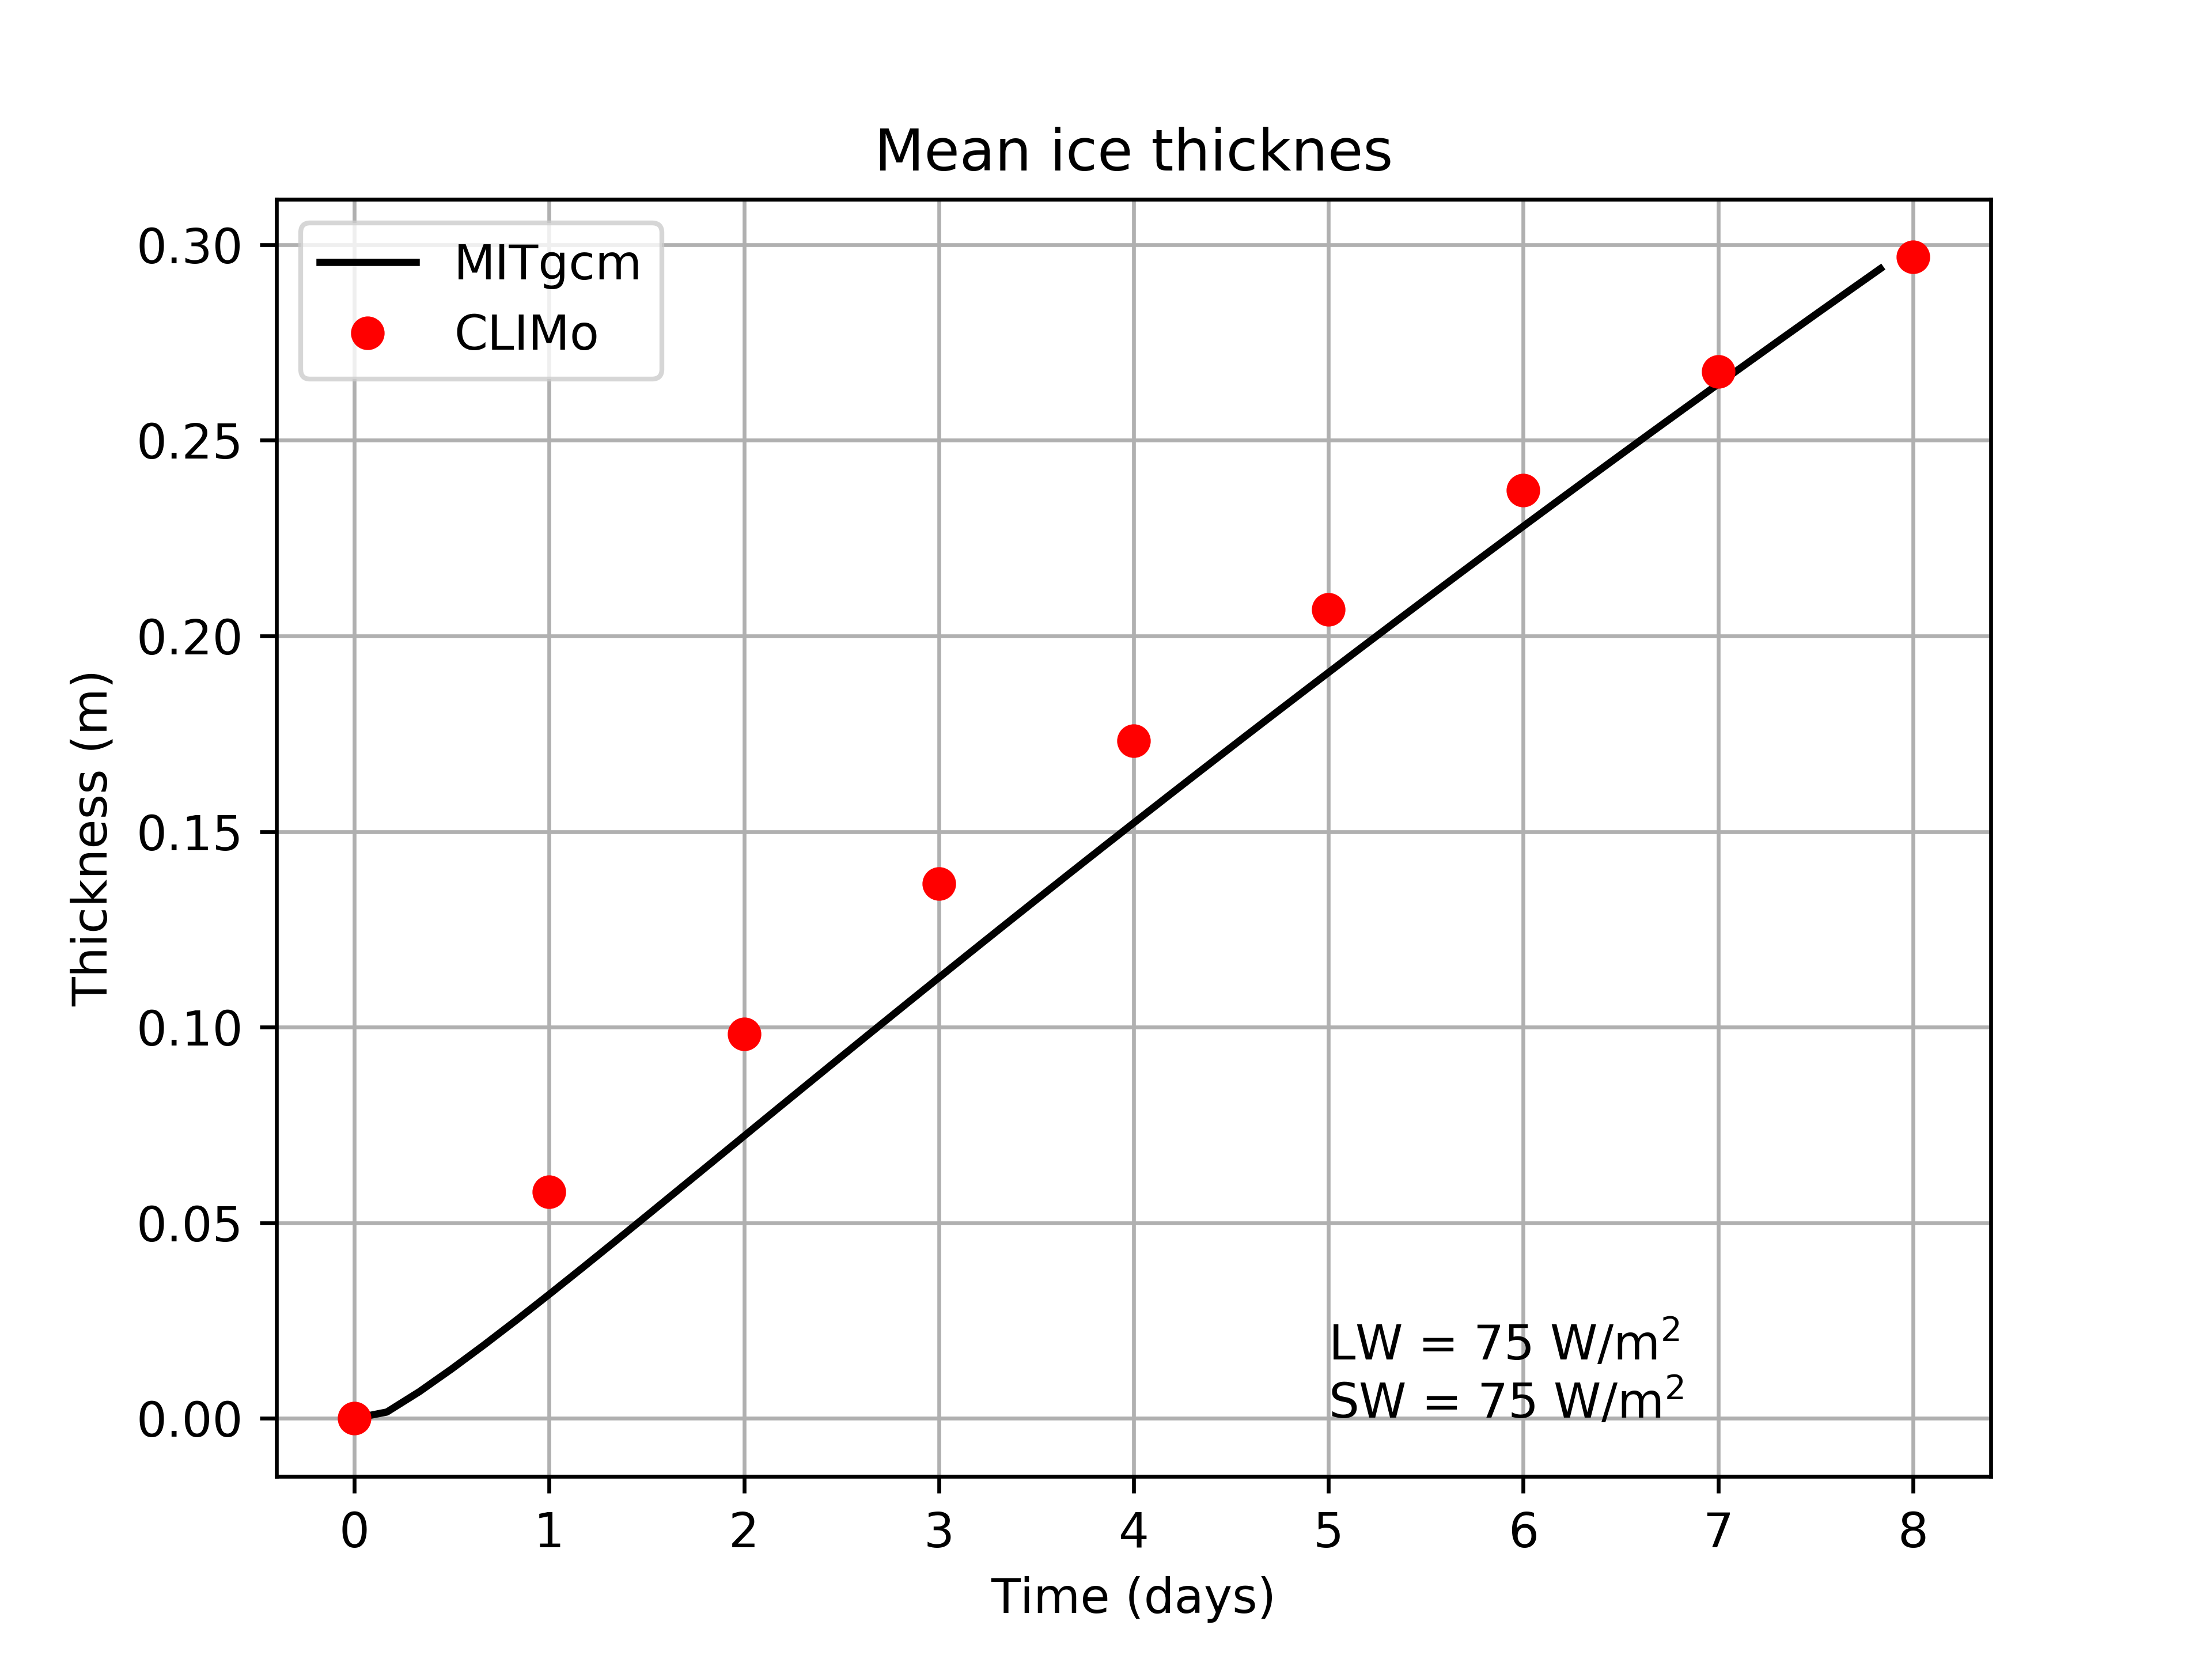 Mean ice thicknes
MITgcm
CLIMo
0.30
0.25
0.20
0.15
0.10
0.05
0.00
Thickness (m)
LW = 75 W/m²
SW = 75 W/m²
0 1 2 3 4 5 6 7 8
Time (days)